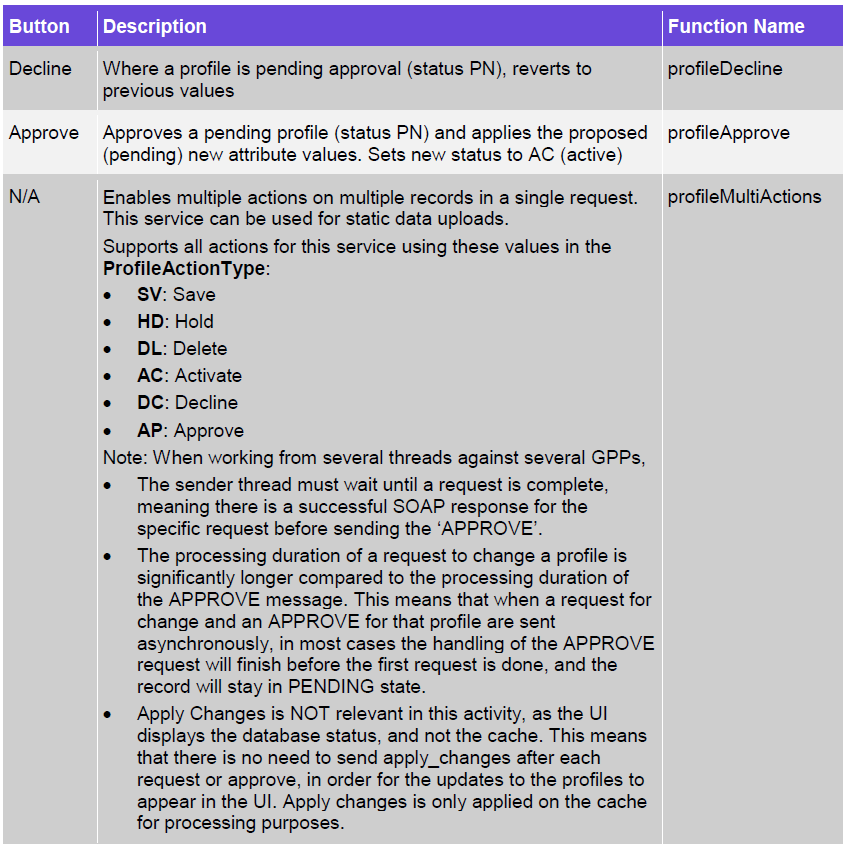 Button Description Function Name
Decline Where a profile is pending approval (status PN), reverts to profileDecline
previous values
Approve Approves a pending profile (status PN) and applies the proposed profileApprove
(pending) new attribute values. Sets new status to AC (active)
N/A Enables multiple actions on multiple records in a single request. profileMultiActions
This service can be used for static data uploads.
Supports all actions for this service using these values in the
ProfileActionType:
• SV: Save
• HD: Hold
• DL: Delete
• AC: Activate
• DC: Decline
• AP: Approve
Note: When working from several threads against several GPPs,
• The sender thread must wait until a request is complete,
meaning there is a successful SOAP response for the
specific request before sending the ‘APPROVE’.
• The processing duration of a request to change a profile is
significantly longer compared to the processing duration of
the APPROVE message. This means that when a request for
change and an APPROVE for that profile are sent
asynchronously, in most cases the handling of the APPROVE
request will finish before the first request is done, and the
record will stay in PENDING state.
• Apply Changes is NOT relevant in this activity, as the UI
displays the database status, and not the cache. This means
that there is no need to send apply_changes after each
request or approve, in order for the updates to the profiles to
appear in the UI. Apply changes is only applied on the cache
for processing purposes.